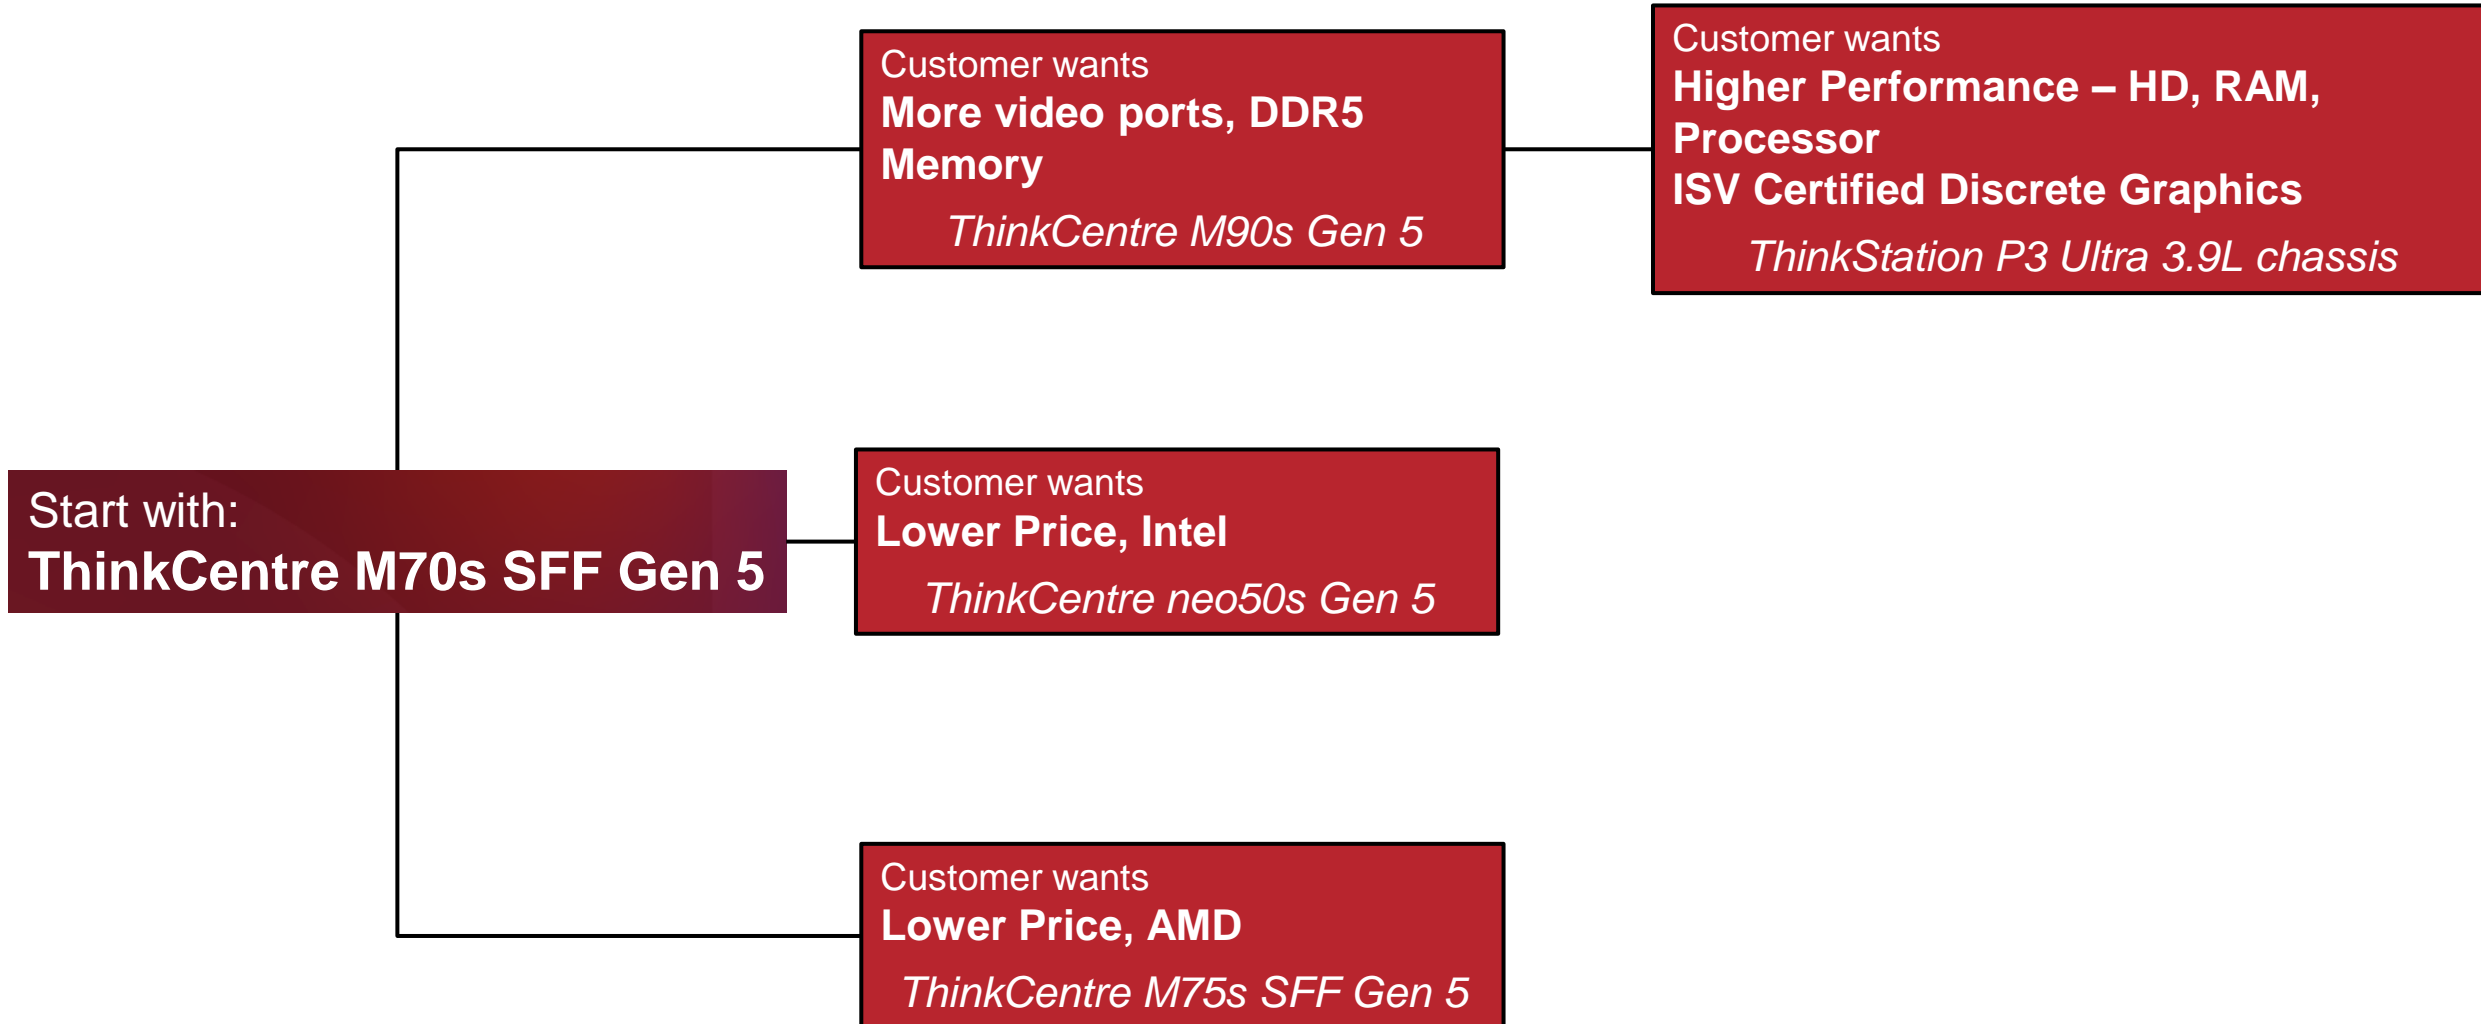 Customer wants
More video ports, DDR5
Memory
ThinkCentre M90s Gen 5
Customer wants
Higher Performance – HD, RAM,
Processor
ISV Certified Discrete Graphics
ThinkStation P3 Ultra 3.9L chassis
Start with:
ThinkCentre M70s SFF Gen 5
Customer wants
Lower Price, Intel
ThinkCentre neo50s Gen 5
Customer wants
Lower Price, AMD
ThinkCentre M75s SFF Gen 5